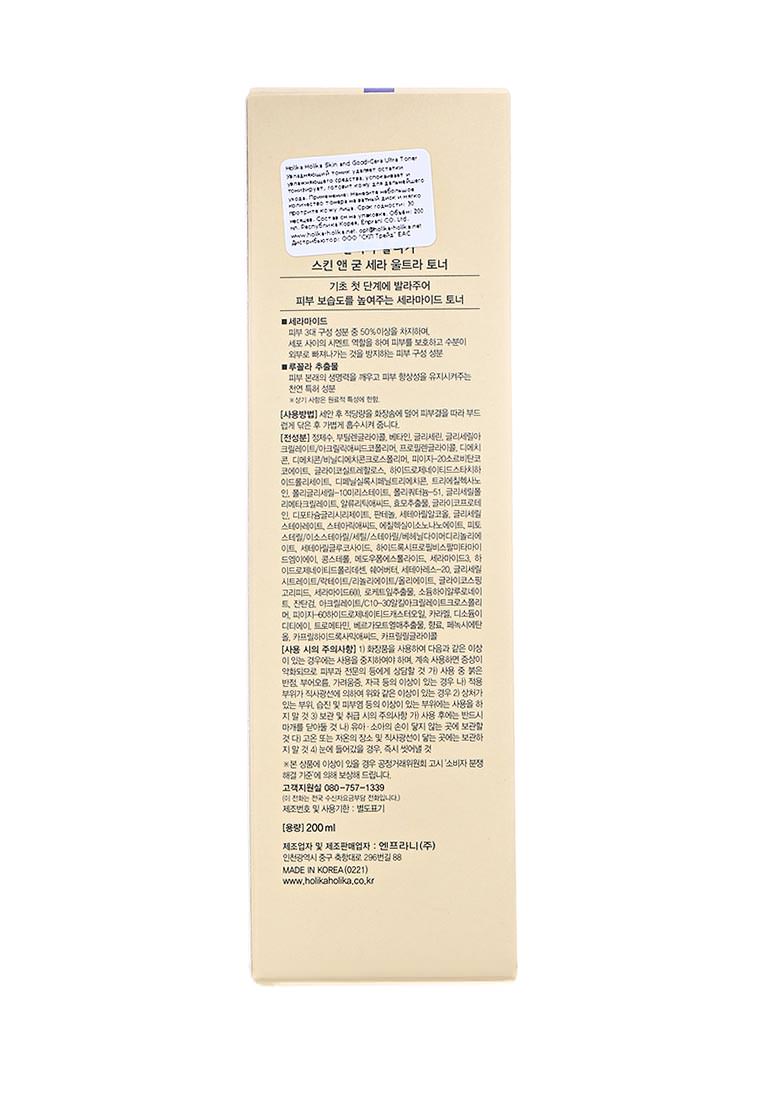 Holika Holika Skin and Good-Cera Ultra Toner
Увлажняющий тоник удаляет остатки
увлажняющего средства, успокаивает и
тонизирует, готовит кожу для дальнейшего
ухода. Применение: Нанесите небольшое
количество тонера на ватный диск и мягко
протрите кожу лица. Срок годности: 30
месяцев. Состав см на упаковке. Объём: 200
мл. Республика Корея, Enprani CO. Ltd.
www.holika-holika.net. opt@holika-holika.net
Дистрибьютор: ООО "СКЛ Трейд" ЕАС
스킨 앤 굳 세라 울트라 토너
기초 첫 단계에 발라주어
피부 보습도를 높여주는 세라마이드 토너
■ 세라마이드
피부 3대 구성 성분 중 50%이상을 차지하며,
세포 사이의 시멘트 역할을 하여 피부를 보호하고 수분이
외부로 빠져나가는 것을 방지하는 피부 구성 성분
■ 루꼴라 추출물
피부 본래의 생명력을 깨우고 피부 항상성을 유지시켜주는
천연 특허 성분
※상기 사항은 원료적 특성에 한함.
[사용방법] 세안 후 적당량을 화장솜에 덜어 피부결을 따라 부드
럽게 닦은 후 가볍게 흡수시켜 줍니다.
[전성분] 정제수, 부틸렌글라이콜, 베타인, 글리세린, 글리세릴아
크릴레이트/아크릴릭애씨드코폴리머, 프로필렌글라이콜, 디메치
콘, 디메치콘/비닐디메치콘크로스폴리머, 피이지-20소르비탄코
코에이트, 글라이코실트레할로스, 하이드로제네이티드스타치하
이드롤리세이트, 디페닐실록시페닐트리메치콘, 트리에칠헥사노
인, 폴리글리세릴-10미리스테이트, 폴리쿼터늄-51, 글리세릴폴
리메타크릴레이트, 알류리틱애씨드, 효모추출물, 글라이코프로테
인, 디포타슘글리시리제이트, 판테놀, 세테아릴알코올, 글리세릴
스테아레이트, 스테아릭애씨드, 에칠헥실이소노나노에이트, 피토
스테릴/이소스테아릴/세틸/스테아릴/베헤닐다이머디리놀리에
이트, 세테아릴글루코사이드, 하이드록시프로필비스팔미타마이
드엠이에이, 콩스테롤, 메도우폼에스톨라이드, 세라마이드3, 하
이드로제네이티드폴리데센, 쉐어버터, 세테아레스-20, 글리세릴
시트레이트/락테이트/리놀리에이트/올리에이트, 글라이코스핑
고리피드, 세라마이드6II, 로케트잎추출물, 소듐하이알루로네이
트, 잔탄검, 아크릴레이트/C10-30알킬아크릴레이트크로스폴리
머, 피이지-60하이드로제네이티드캐스터오일, 카라멜, 디소듐이
디티에이, 트로메타민, 베르가모트열매추출물, 향료, 페녹시에탄
올, 카프릴하이드록사믹애씨드, 카프릴릴글라이콜
[사용 시의 주의사항] 1) 화장품을 사용하여 다음과 같은 이상
이 있는 경우에는 사용을 중지하여야 하며, 계속 사용하면 증상이
악화되므로 피부과 전문의 등에게 상담할 것 가) 사용 중 붉은
반점, 부어오름, 가려움증, 자극 등의 이상이 있는 경우 나) 적용
부위가 직사광선에 의하여 위와 같은 이상이 있는 경우 2) 상처가
있는 부위, 습진 및 피부염 등의 이상이 있는 부위에는 사용을 하
지 말 것 3) 보관 및 취급 시의 주의사항 가) 사용 후에는 반드시
마개를 닫아둘 것 나) 유아·소아의 손이 닿지 않는 곳에 보관할
것 다) 고온 또는 저온의 장소 및 직사광선이 닿는 곳에는 보관하
지 말 것 4) 눈에 들어갔을 경우, 즉시 씻어낼 것
※본 상품에 이상이 있을 경우 공정거래위원회 고시 '소비자 분쟁
해결 기준'에 의해 보상해 드립니다.
고객지원실 080-757-1339
(이 전화는 전국 수신자요금부담 전화입니다.)
제조번호 및 사용기한 : 별도표기
[용량] 200ml
제조업자 및 제조판매업자 : 엔프라니(주)
인천광역시 중구 축항대로 296번길 88
MADE IN KOREA(0221)
www.holikaholika.co.kr